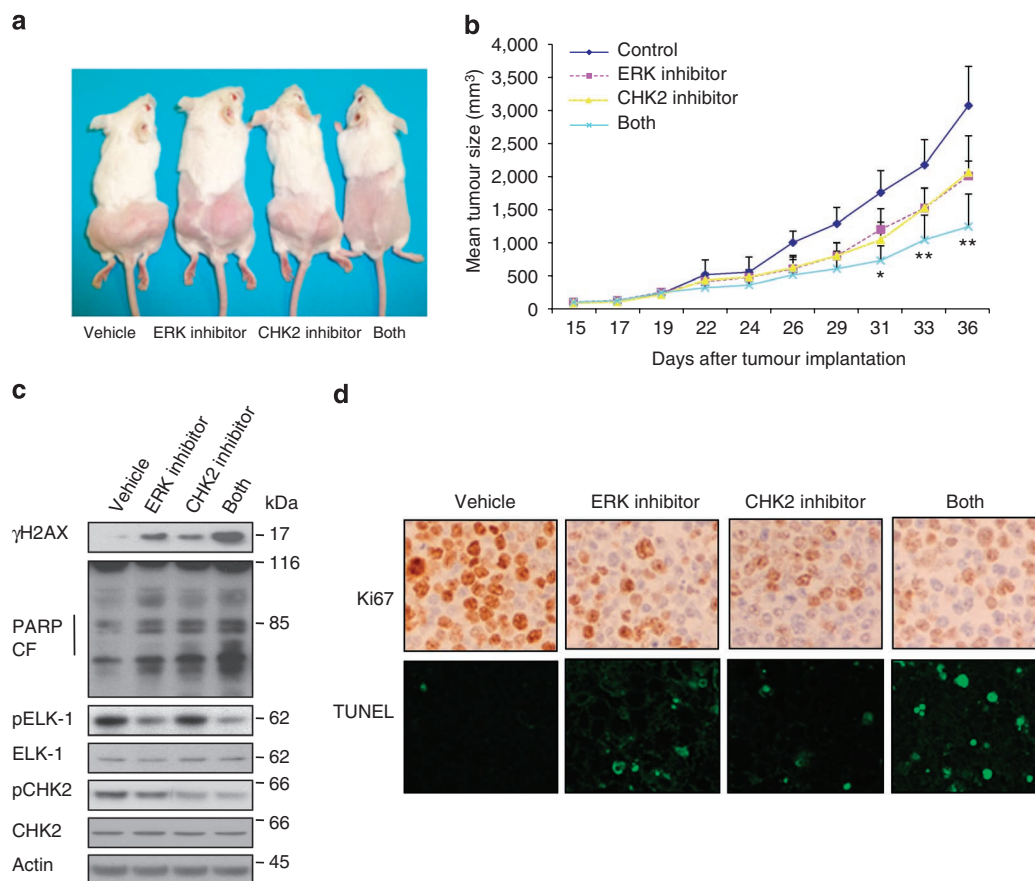 a
Vehicle ERK inhibitor CHK2 inhibitor Both
b
4,000
3,500
3,000
2,500
2,000
1,500
1,000
500
0
Mean tumour size (mm³)
Control
ERK inhibitor
CHK2 inhibitor
Both
*
**
**
15 17 19 22 24 26 29 31 33 36
Days after tumour implantation
c
Vehicle
ERK inhibitor
CHK2 inhibitor
Both
kDa
γH2AX 17
116
PARP 85
CF
pELK-1 62
ELK-1 62
pCHK2 66
CHK2 66
Actin 45
d
Vehicle ERK inhibitor CHK2 inhibitor Both
Ki67
TUNEL